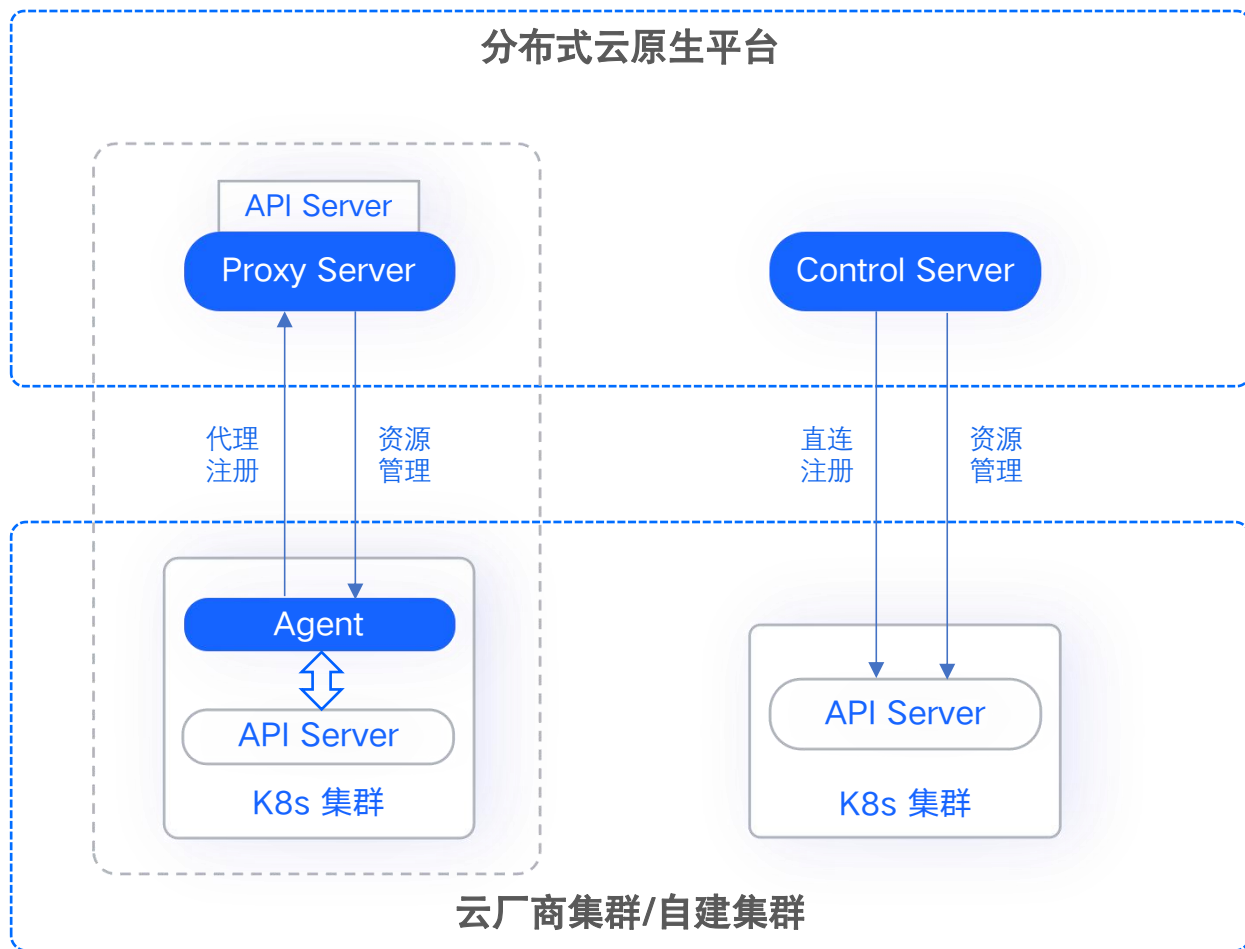 分布式云原生平台
API Server
Proxy Server
Control Server
代理
注册
资源
管理
直连
注册
资源
管理
Agent
API Server
K8s 集群
API Server
K8s 集群
云厂商集群/自建集群